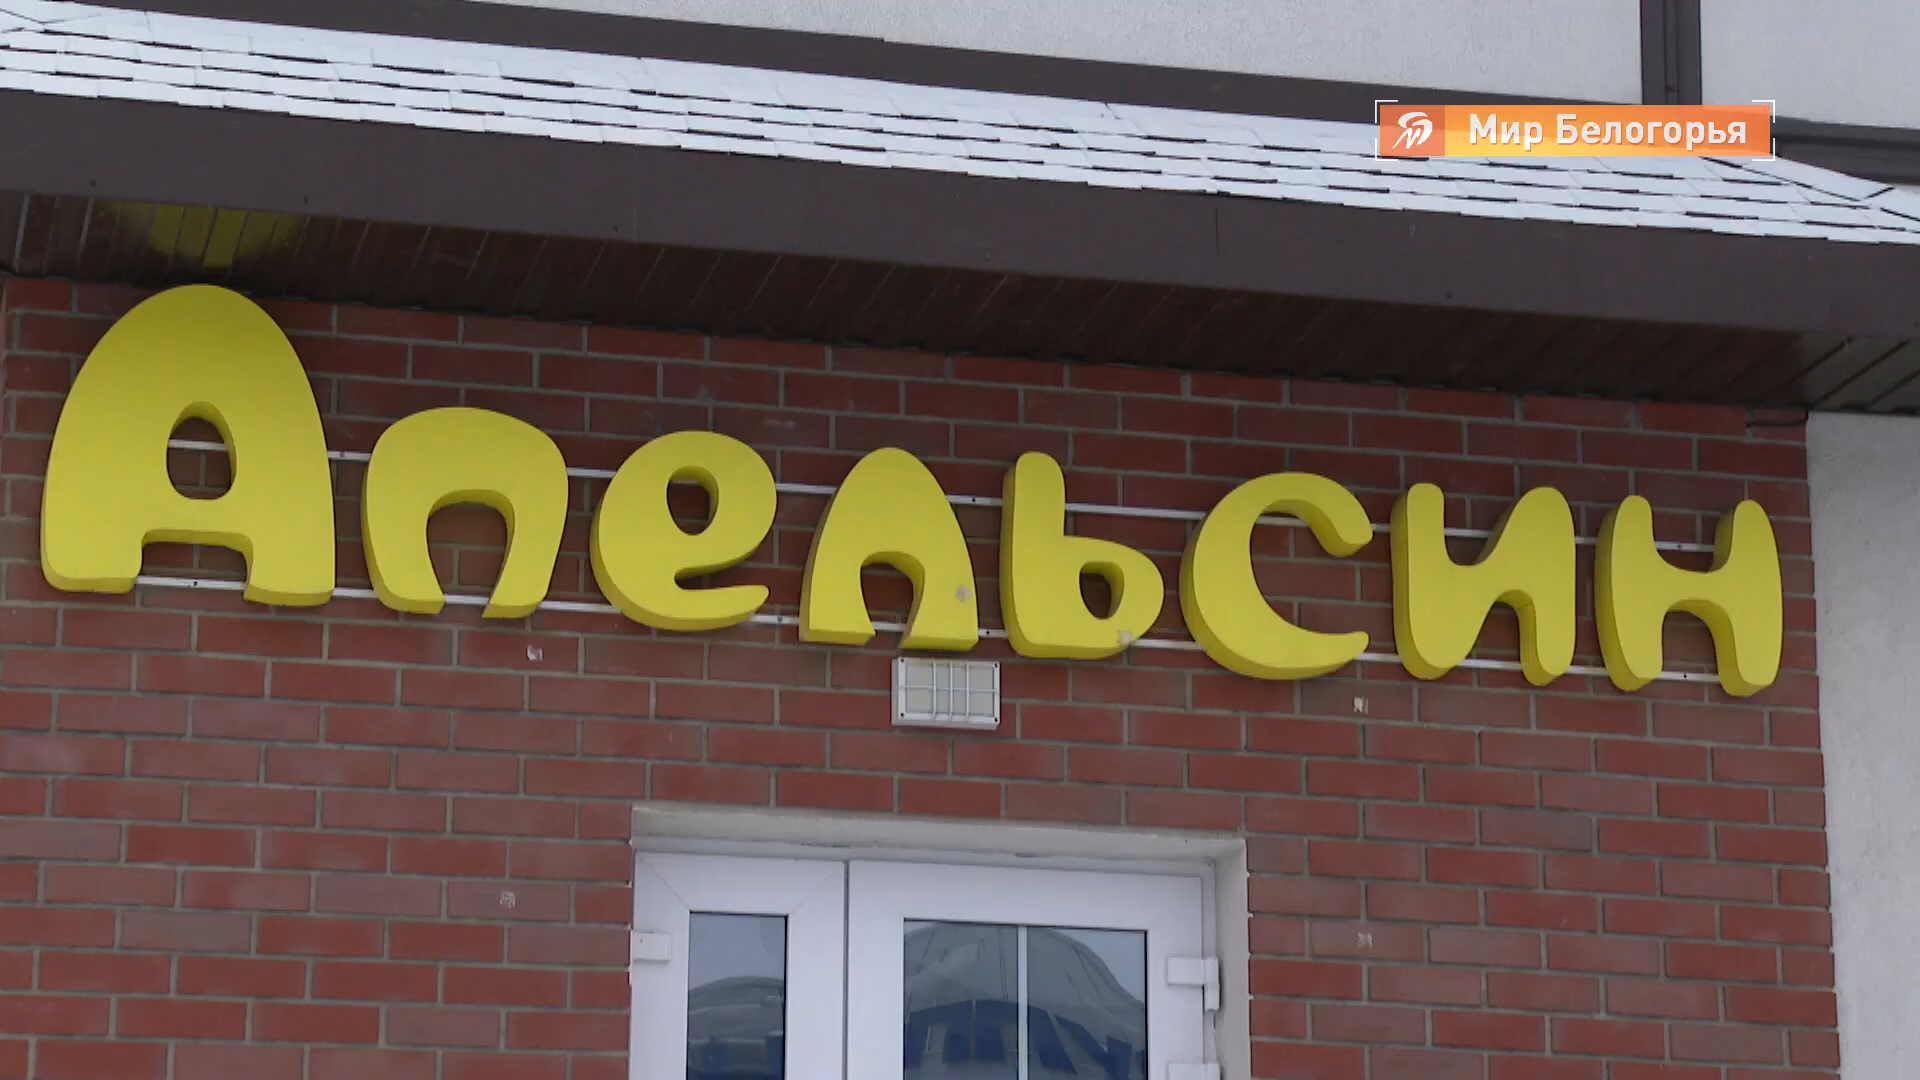 Мир Белогорья
Апельсин